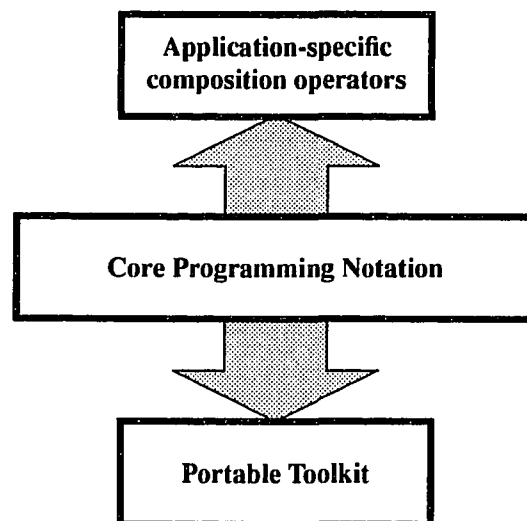 Application-specific
composition operators
Core Programming Notation
Portable Toolkit